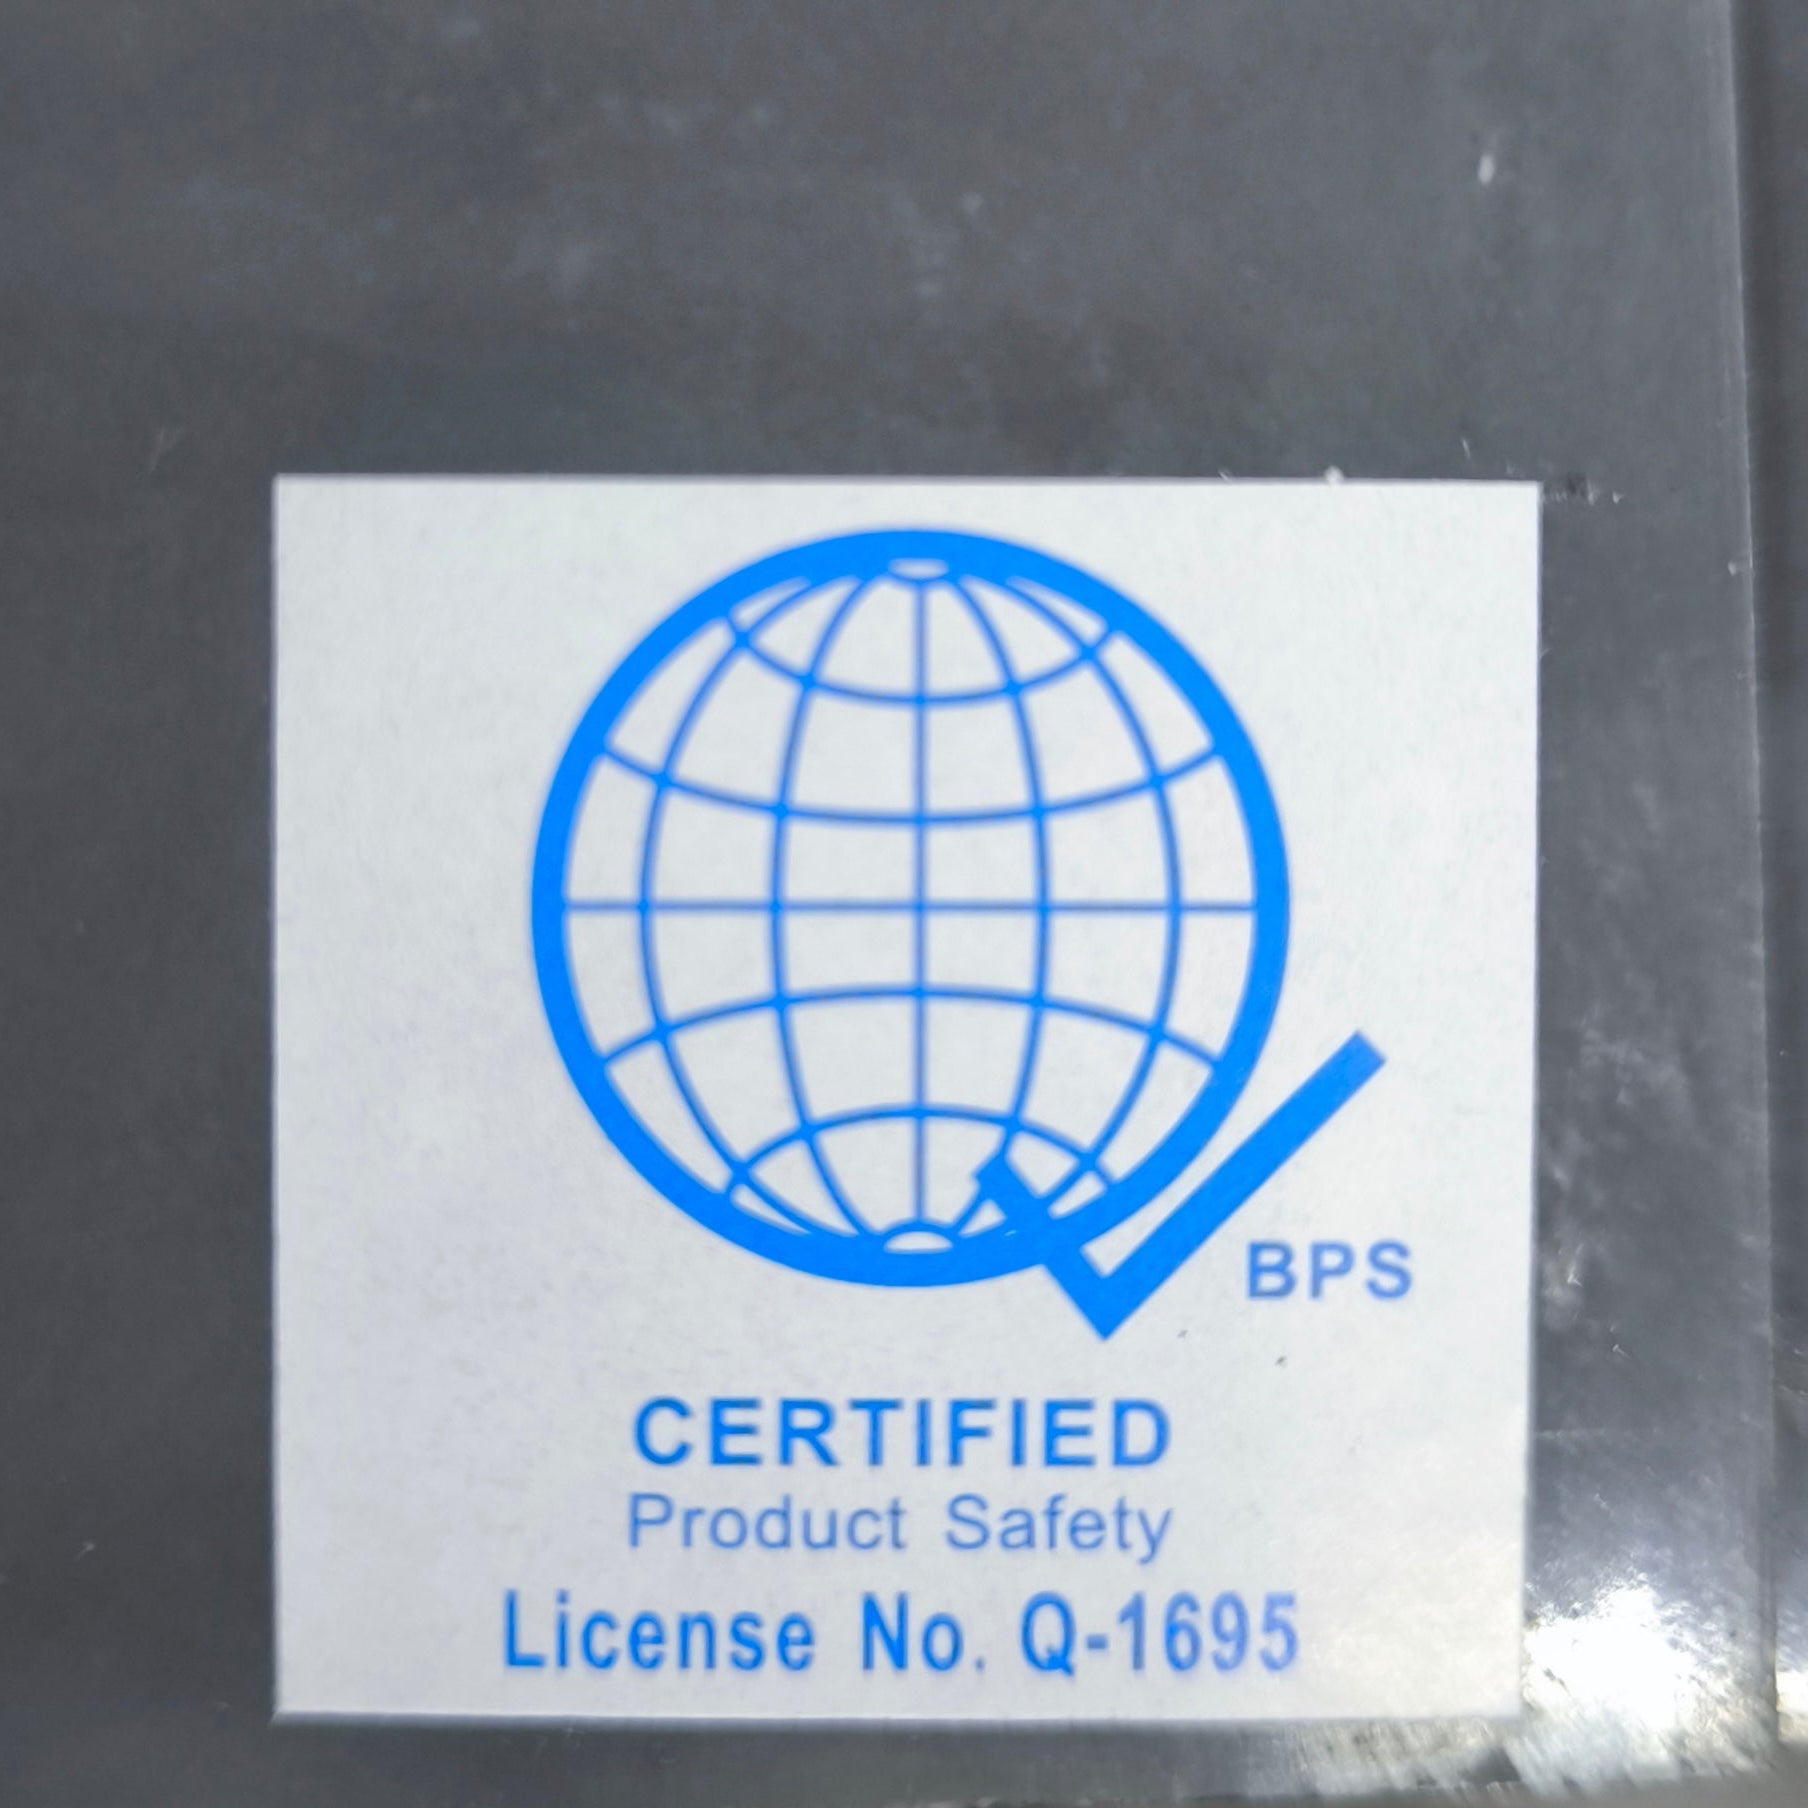 BPS
CERTIFIED
Product Safety
License No. Q-1695